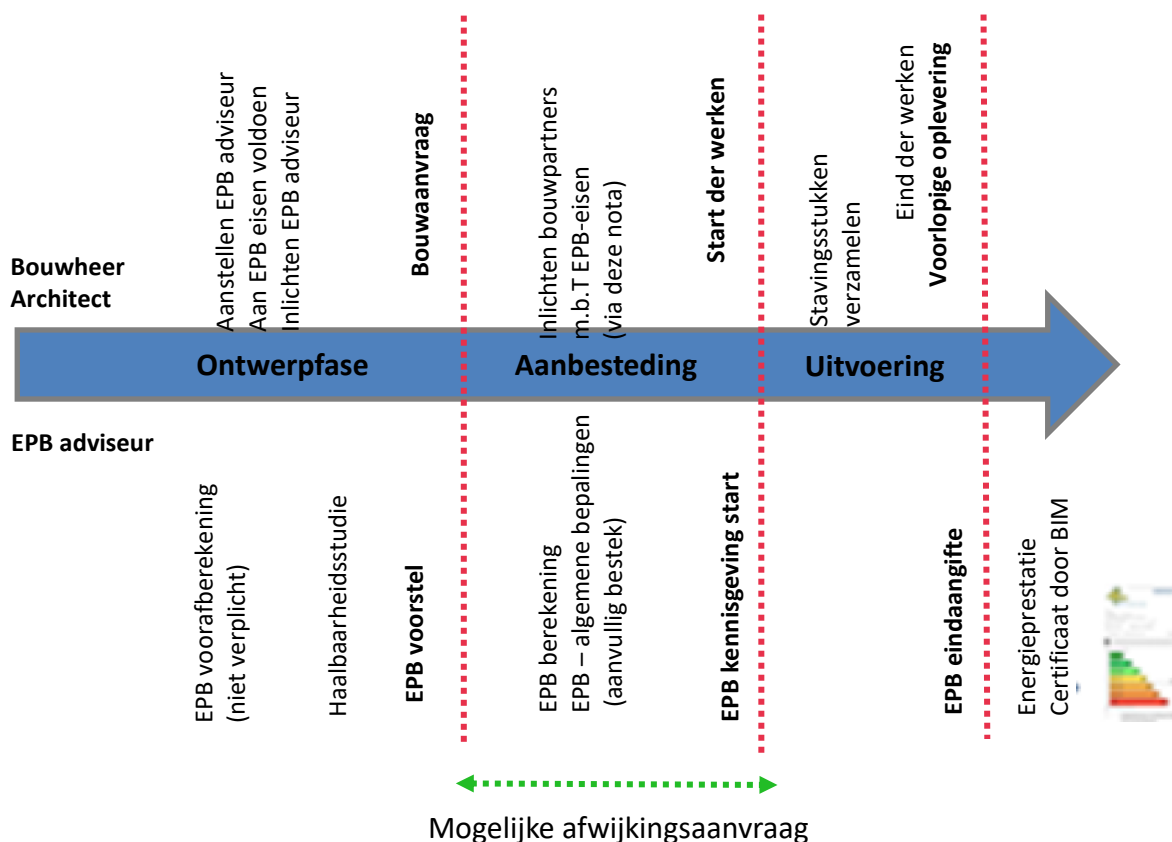 Aanstellen EPB adviseur
Aan EPB eisen voldoen
Inlichten EPB adviseur
Bouwaanvraag
Inlichten bouwpartners
m.b.T EPB-eisen
(via deze nota)
Start der werken
Stavingsstukken
verzamelen
Eind der werken
Voorlopige oplevering
Bouwheer
Architect
Ontwerpfase
Aanbesteding
Uitvoering
EPB adviseur
EPB voorafberekening
(niet verplicht)
Haalbaarheidsstudie
EPB voorstel
EPB berekening
EPB – algemene bepalingen
(aanvullig bestek)
EPB kennisgeving start
EPB eindaangifte
Energieprestatie
Certificaat door BIM
Mogelijke afwijkingsaanvraag